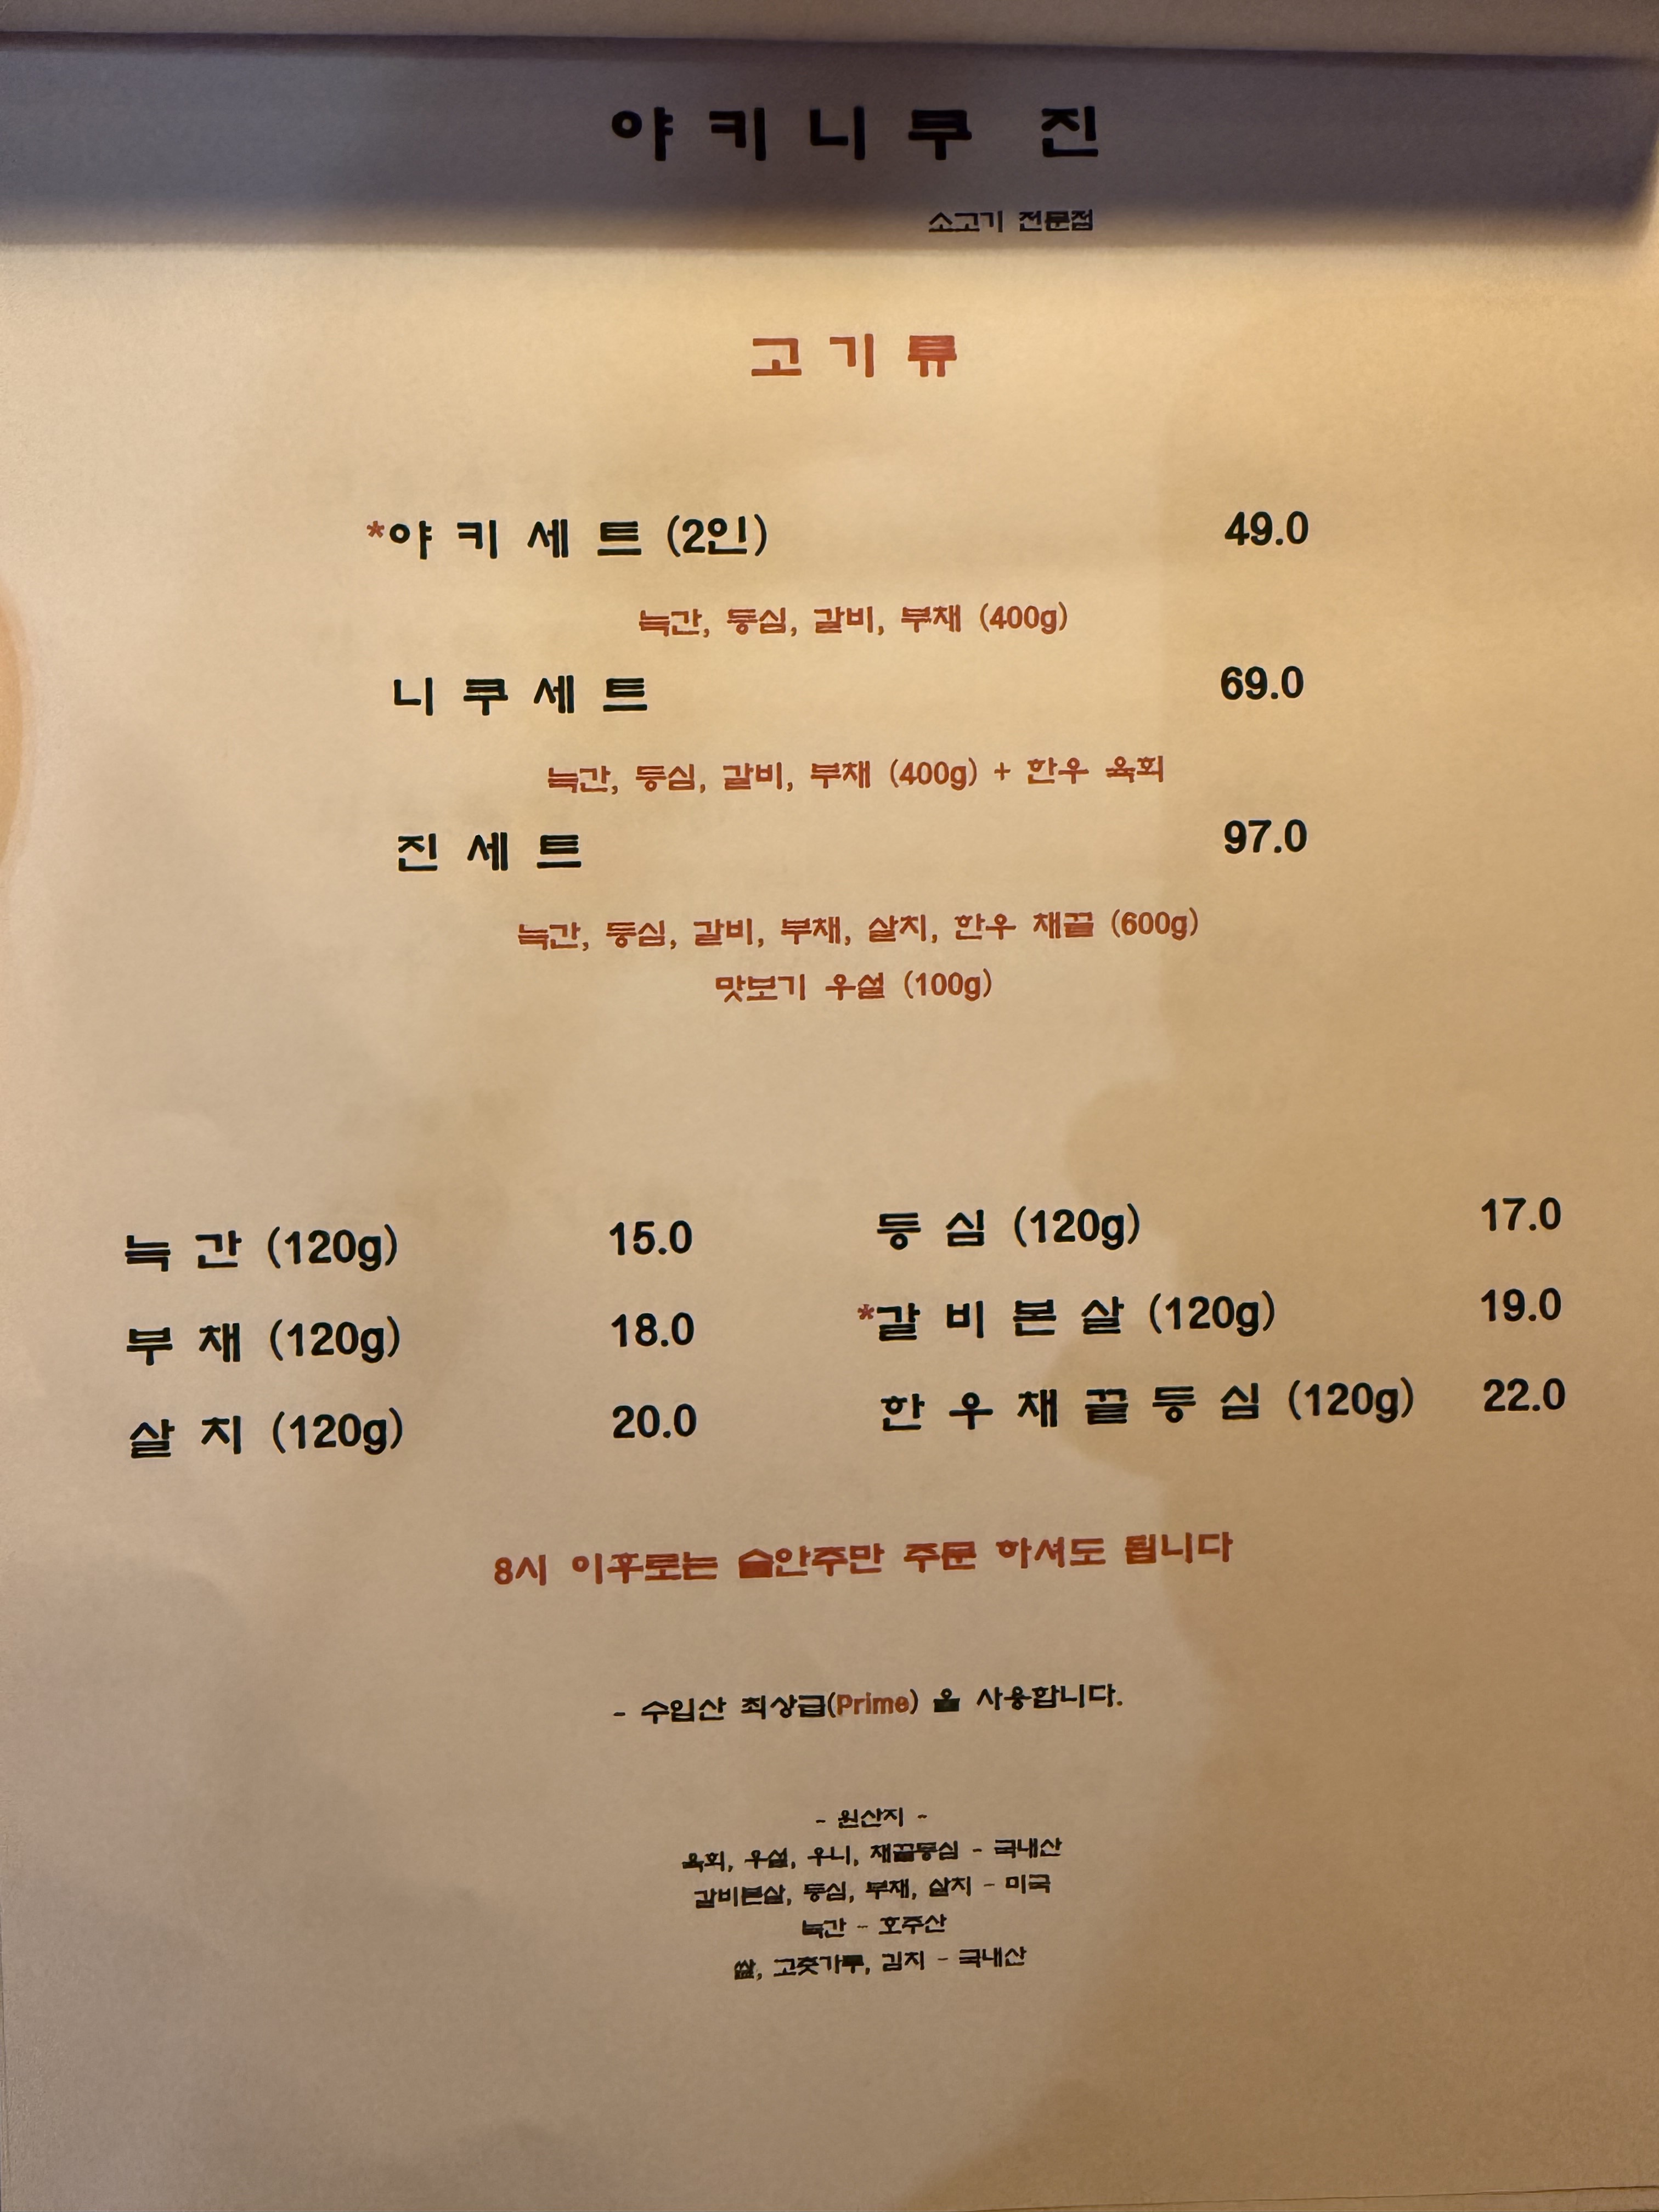 야키니쿠 진
소고기 전문점
고기류
*야키세트 (2인) 49.0
늑간, 등심, 갈비, 부채 (400g)
니쿠세트 69.0
늑간, 등심, 갈비, 부채 (400g) + 한우 육회
진세트 97.0
늑간, 등심, 갈비, 부채, 살치, 한우 채끝 (600g)
맛보기 우설 (100g)
늑간 (120g) 15.0 등심 (120g) 17.0
부채 (120g) 18.0 *갈비본살 (120g) 19.0
살치 (120g) 20.0 한우채끝등심 (120g) 22.0
8시 이후로는 술안주만 주문 하셔도 됩니다
- 수입산 최상급(Prime) 을 사용합니다.
- 원산지 -
육회, 우설, 우니, 채끝등심 - 국내산
갈비본살, 등심, 부채, 살치 - 미국
늑간 - 호주산
쌀, 고춧가루, 김치 - 국내산